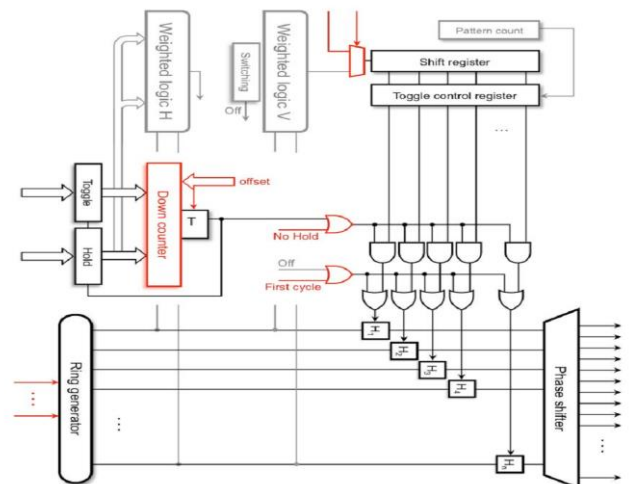 Weighted logic H
Switching
Off
Weighted logic V
Pattern count
Shift register
Toggle control register
...
Toggle
Hold
Down counter
offset
T
No Hold
Off
First cycle
Ring generator
...
...
H1
H2
H3
H4
Hn
Phase shifter
...